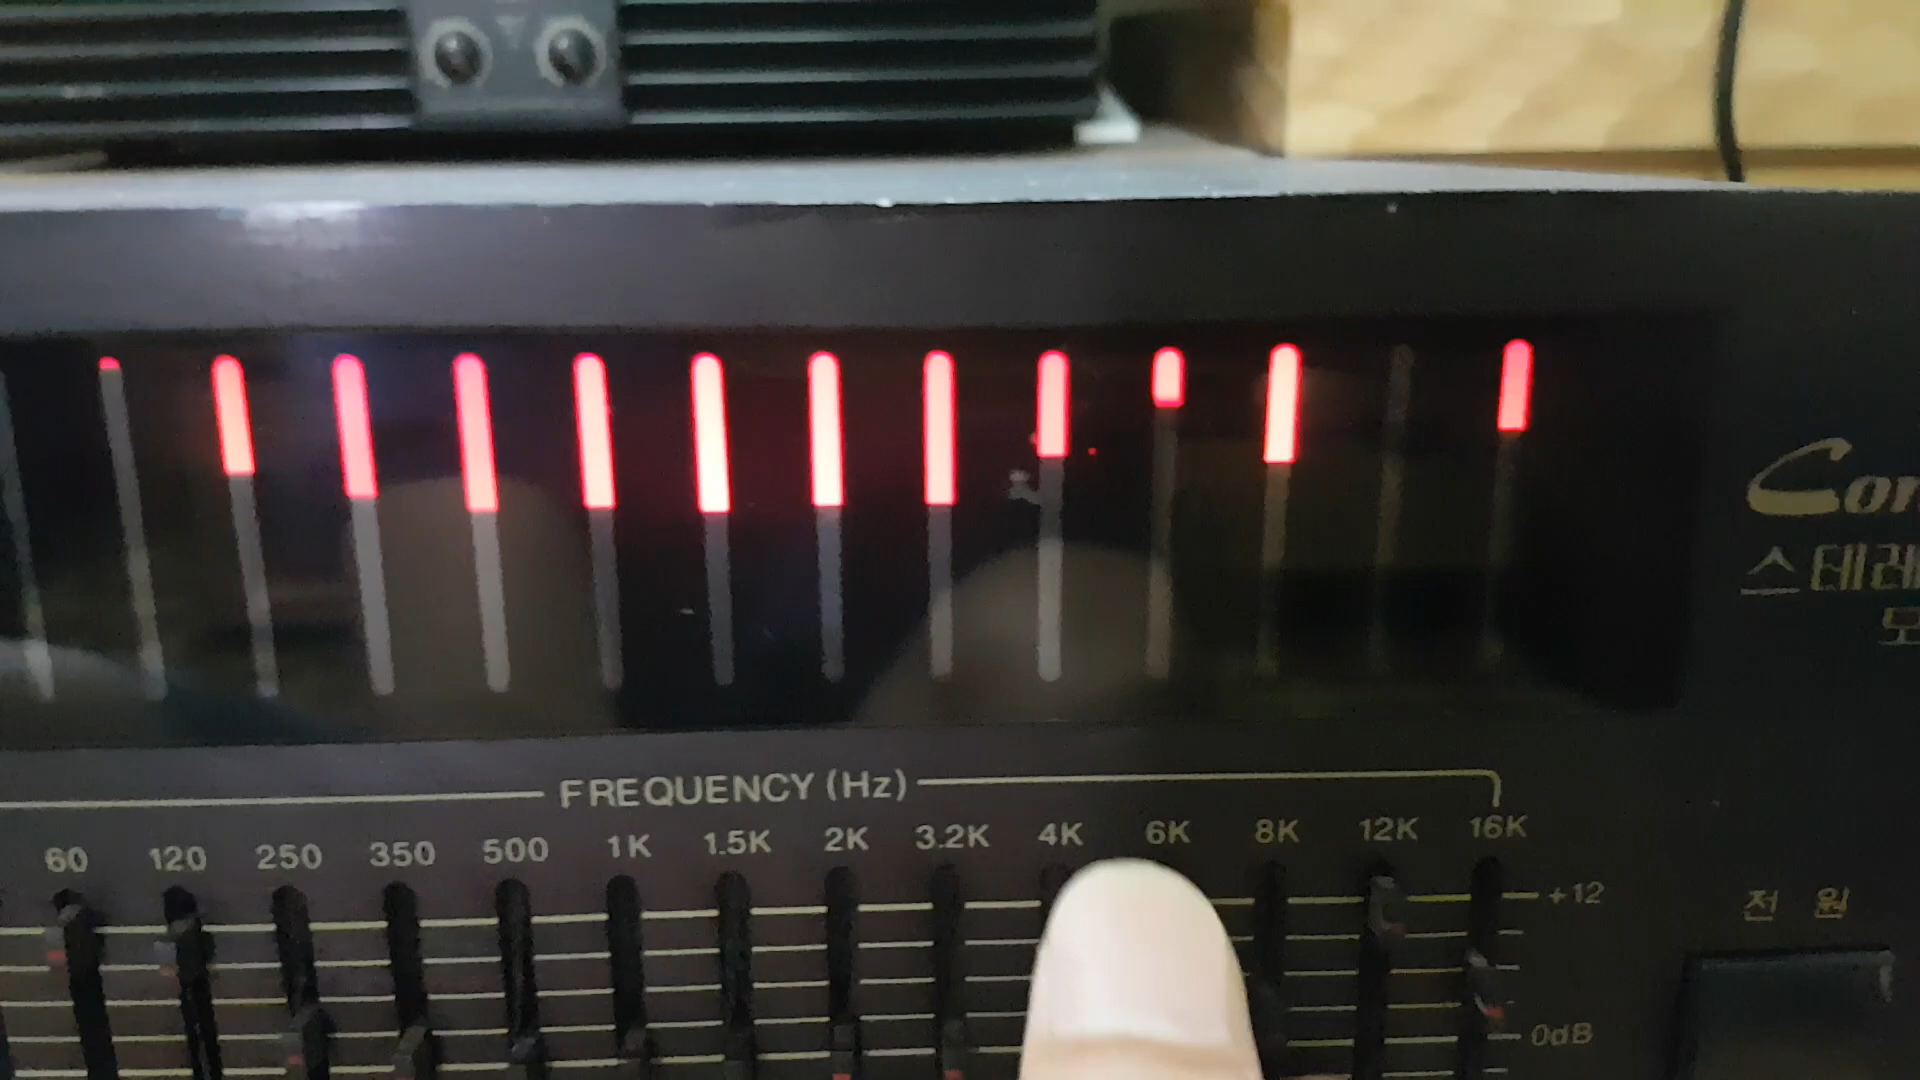 FREQUENCY (Hz)
60 120 250 350 500 1K 1.5K 2K 3.2K 4K 6K 8K 12K 16K
+12
0dB
전 원